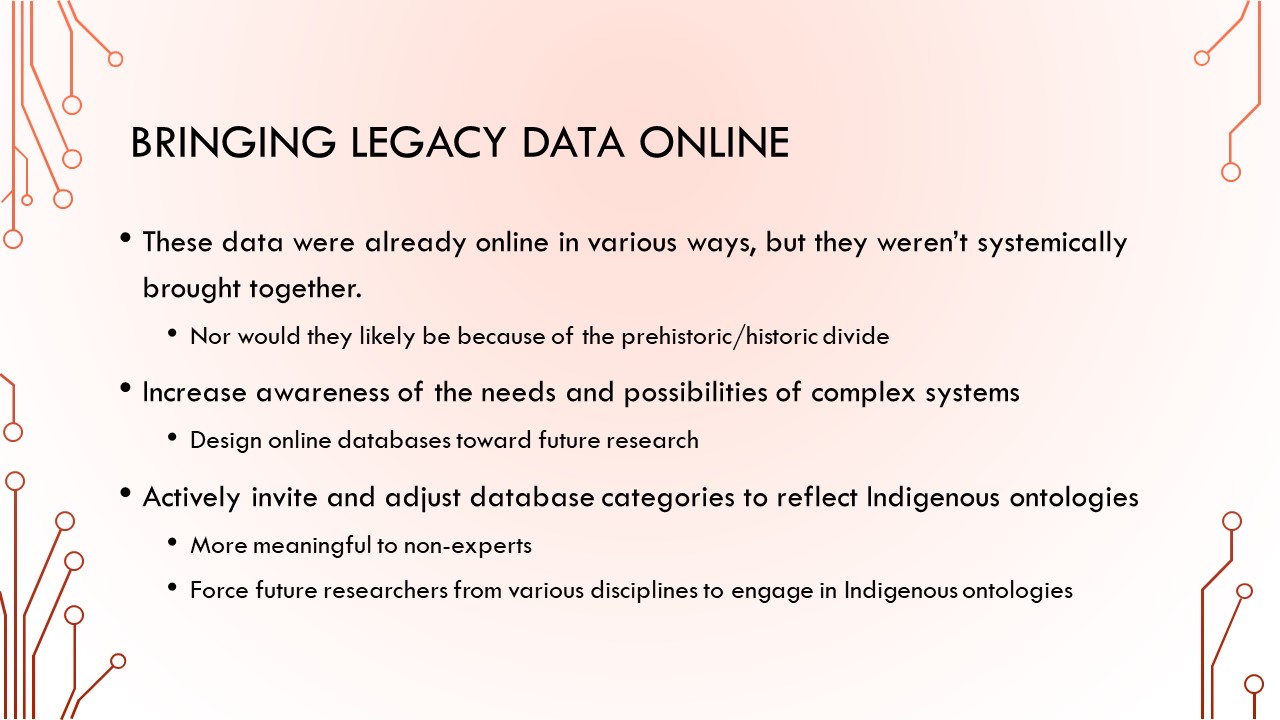 BRINGING LEGACY DATA ONLINE
• These data were already online in various ways, but they weren’t systemically
brought together.
• Nor would they likely be because of the prehistoric/historic divide
• Increase awareness of the needs and possibilities of complex systems
• Design online databases toward future research
• Actively invite and adjust database categories to reflect Indigenous ontologies
• More meaningful to non-experts
• Force future researchers from various disciplines to engage in Indigenous ontologies